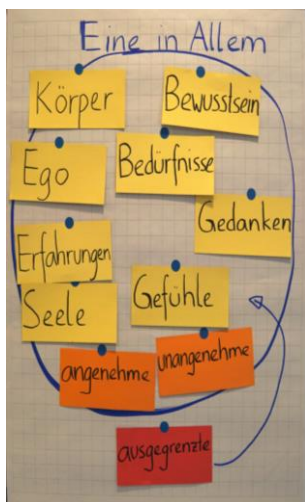 Eine in Allem
Körper
Bewusstsein
Ego
Bedürfnisse
Gedanken
Erfahrungen
Seele
Gefühle
angenehme
unangenehme
ausgegrenzte